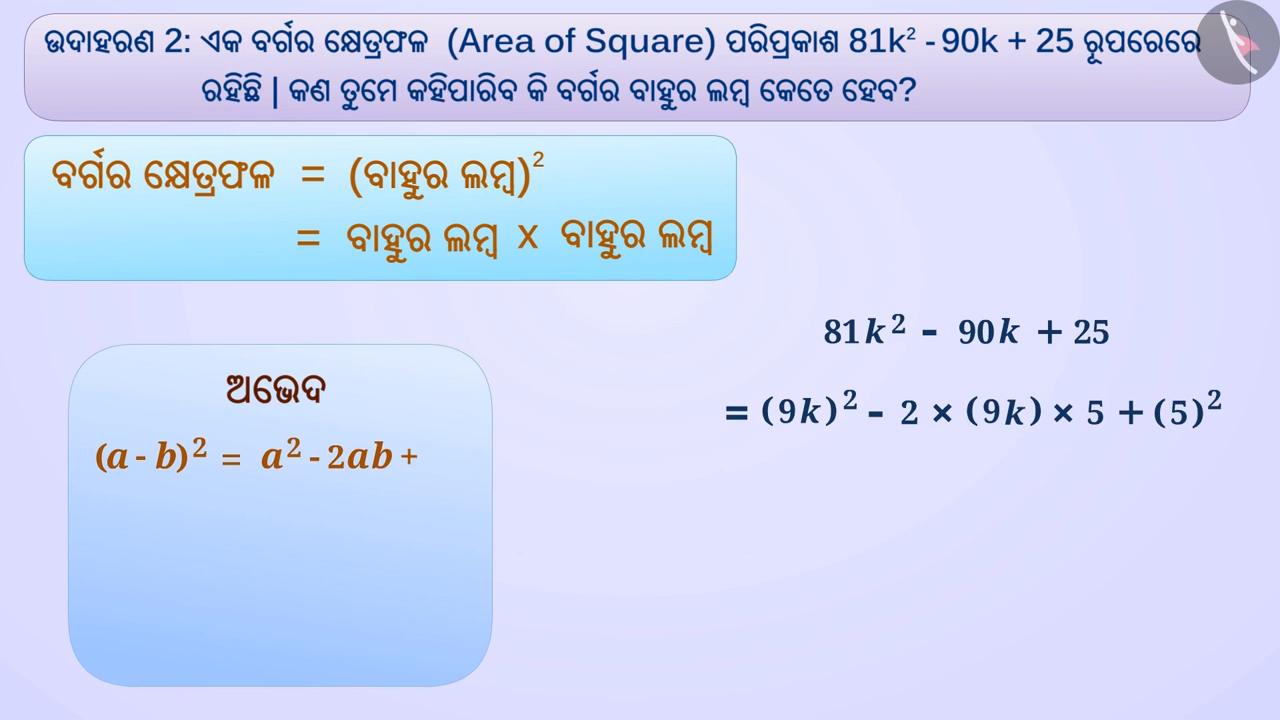 ଉଦାହରଣ 2: ଏକ ବର୍ଗର କ୍ଷେତ୍ରଫଳ (Area of Square) ପରିପ୍ରକାଶ 81k² - 90k + 25 ରୂପରେରେ
ରହିଛି | କଣ ତୁମେ କହିପାରିବ କି ବର୍ଗର ବାହୁର ଲମ୍ବ କେତେ ହେବ?
ବର୍ଗର କ୍ଷେତ୍ରଫଳ = (ବାହୁର ଲମ୍ବ)²
= ବାହୁର ଲମ୍ବ x ବାହୁର ଲମ୍ବ
81k² - 90k + 25
= (9k)² - 2 × (9k) × 5 + (5)²
ଅଭେଦ
(a - b)² = a² - 2ab +